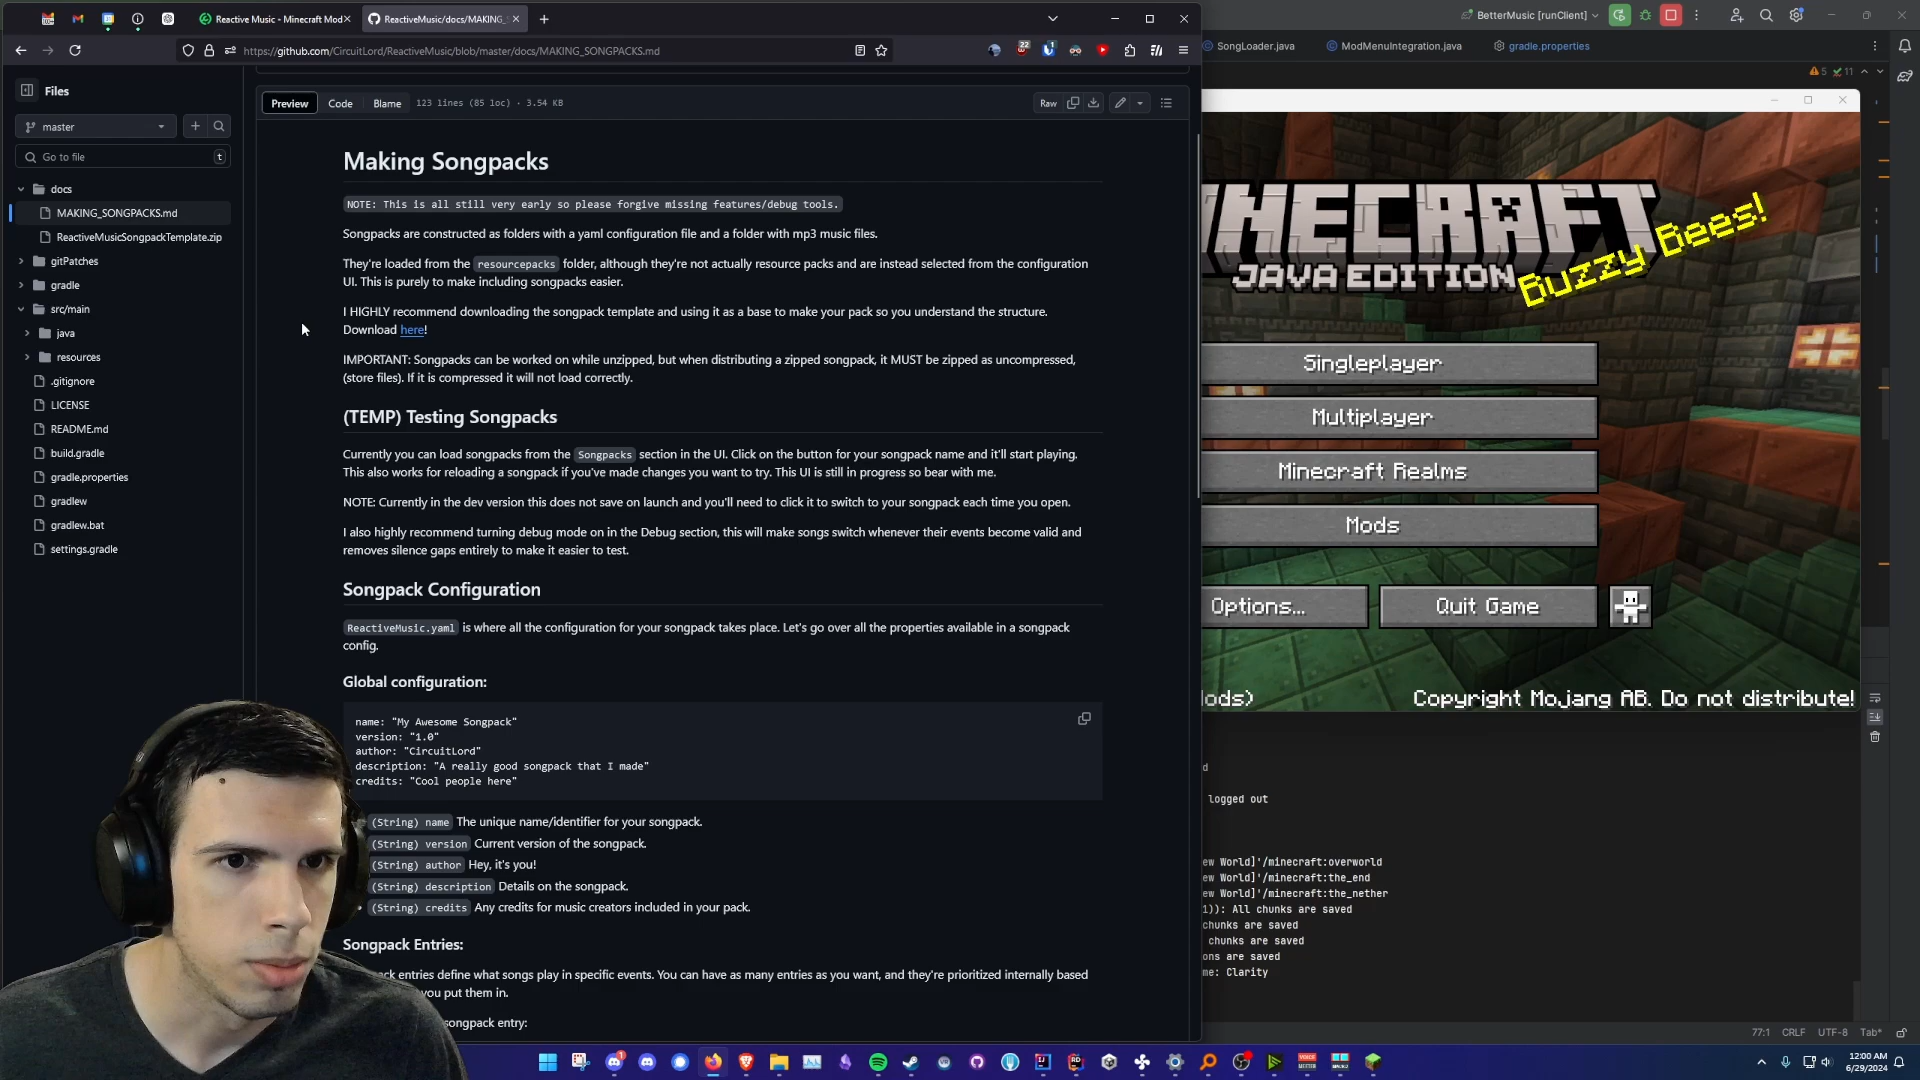 Reactive Music - Minecraft Mod
ReactiveMusic/docs/MAKING_S
https://github.com/CircuitLord/ReactiveMusic/blob/master/docs/MAKING_SONGPACKS.md
22
1
BetterMusic [runClient]
SongLoader.java
ModMenuIntegration.java
gradle.properties
5
11
Files
master
Go to file
t
docs
MAKING_SONGPACKS.md
ReactiveMusicSongpackTemplate.zip
gitPatches
gradle
src/main
java
resources
.gitignore
LICENSE
README.md
build.gradle
gradle.properties
gradlew
gradlew.bat
settings.gradle
Preview
Code
Blame
123 lines (85 loc) · 3.54 KB
Raw
Making Songpacks
NOTE: This is all still very early so please forgive missing features/debug tools.
Songpacks are constructed as folders with a yaml configuration file and a folder with mp3 music files.
They're loaded from the resourcepacks folder, although they're not actually resource packs and are instead selected from the configuration
UI. This is purely to make including songpacks easier.
I HIGHLY recommend downloading the songpack template and using it as a base to make your pack so you understand the structure.
Download here!
IMPORTANT: Songpacks can be worked on while unzipped, but when distributing a zipped songpack, it MUST be zipped as uncompressed,
(store files). If it is compressed it will not load correctly.
(TEMP) Testing Songpacks
Currently you can load songpacks from the Songpacks section in the UI. Click on the button for your songpack name and it'll start playing.
This also works for reloading a songpack if you've made changes you want to try. This UI is still in progress so bear with me.
NOTE: Currently in the dev version this does not save on launch and you'll need to click it to switch to your songpack each time you open.
I also highly recommend turning debug mode on in the Debug section, this will make songs switch whenever their events become valid and
removes silence gaps entirely to make it easier to test.
Songpack Configuration
ReactiveMusic.yaml is where all the configuration for your songpack takes place. Let's go over all the properties available in a songpack
config.
Global configuration:
name: "My Awesome Songpack"
version: "1.0"
author: "CircuitLord"
description: "A really good songpack that I made"
credits: "Cool people here"
(String) name The unique name/identifier for your songpack.
(String) version Current version of the songpack.
(String) author Hey, it's you!
(String) description Details on the songpack.
(String) credits Any credits for music creators included in your pack.
Songpack Entries:
ack entries define what songs play in specific events. You can have as many entries as you want, and they're prioritized internally based
you put them in.
songpack entry:
NECRAFT
JAVA EDITION
Buzzy Bees!
Singleplayer
Multiplayer
Minecraft Realms
Mods
Options...
Quit Game
ods)
Copyright Mojang AB. Do not distribute!
d
logged out
ew World]'/minecraft:overworld
ew World]'/minecraft:the_end
ew World]'/minecraft:the_nether
1)): All chunks are saved
chunks are saved
chunks are saved
ons are saved
me: Clarity
77:1
CRLF
UTF-8
Tab*
12:00 AM
6/29/2024